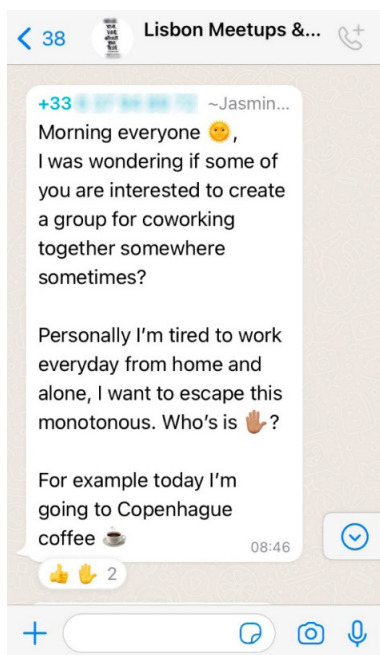 38
Lisbon Meetups &...
+33 ~Jasmin...
Morning everyone 🌞,
I was wondering if some of
you are interested to create
a group for coworking
together somewhere
sometimes?
Personally I'm tired to work
everyday from home and
alone, I want to escape this
monotonous. Who's is 🖐🏽?
For example today I'm
going to Copenhague
coffee ☕
08:46
👍 🖐 2